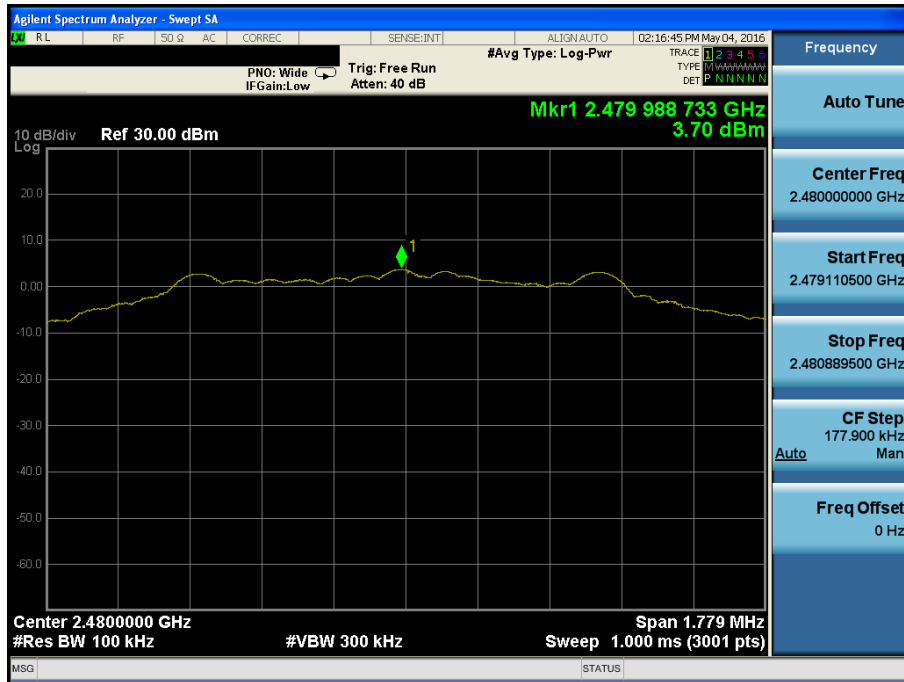 Agilent Spectrum Analyzer - Swept SA
LXI RL RF 50 Ω AC CORREC SENSE:INT ALIGN AUTO 02:16:45 PM May 04, 2016
PNO: Wide
IFGain:Low
Trig: Free Run
Atten: 40 dB
#Avg Type: Log-Pwr
TRACE 1 2 3 4 5 6
TYPE MWWWWW
DET P N N N N N
Mkr1 2.479 988 733 GHz
3.70 dBm
10 dB/div Ref 30.00 dBm
Log
20.0
10.0
1
0.00
-10.0
-20.0
-30.0
-40.0
-50.0
-60.0
Center 2.4800000 GHz Span 1.779 MHz
#Res BW 100 kHz #VBW 300 kHz Sweep 1.000 ms (3001 pts)
MSG STATUS
Frequency
Auto Tune
Center Freq
2.480000000 GHz
Start Freq
2.479110500 GHz
Stop Freq
2.480889500 GHz
CF Step
177.900 kHz
Auto Man
Freq Offset
0 Hz